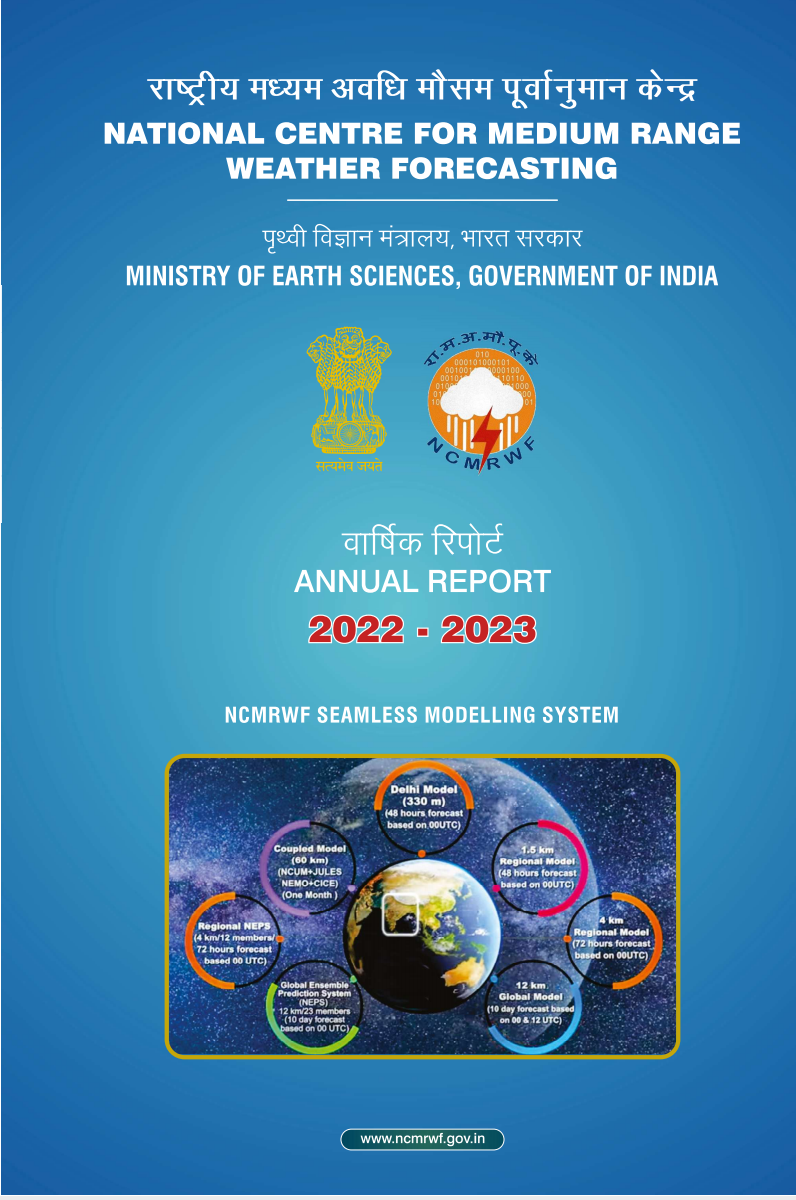 राष्ट्रीय मध्यम अवधि मौसम पूर्वानुमान केन्द्र
NATIONAL CENTRE FOR MEDIUM RANGE
WEATHER FORECASTING
पृथ्वी विज्ञान मंत्रालय, भारत सरकार
MINISTRY OF EARTH SCIENCES, GOVERNMENT OF INDIA
सत्यमेव जयते
रा.म.अ.मौ.पू.के
010
000101000101
NCMRWF
वार्षिक रिपोर्ट
ANNUAL REPORT
2022 - 2023
NCMRWF SEAMLESS MODELLING SYSTEM
Delhi Model
(330 m)
(48 hours forecast
based on 00UTC)
Coupled Model
(60 km)
(NCUM+JULES
NEMO+CICE)
(One Month )
1.5 km
Regional Model
(48 hours forecast
based on 00UTC)
Regional NEPS
(4 km/12 members/
72 hours forecast
based 00 UTC)
4 km
Regional Model
(72 hours forecast
based on 00UTC)
Global Ensemble
Prediction System
(NEPS)
12 km/23 members
(10 day forecast
based on 00 UTC)
12 km
Global Model
(10 day forecast based
on 00 & 12 UTC)
www.ncmrwf.gov.in